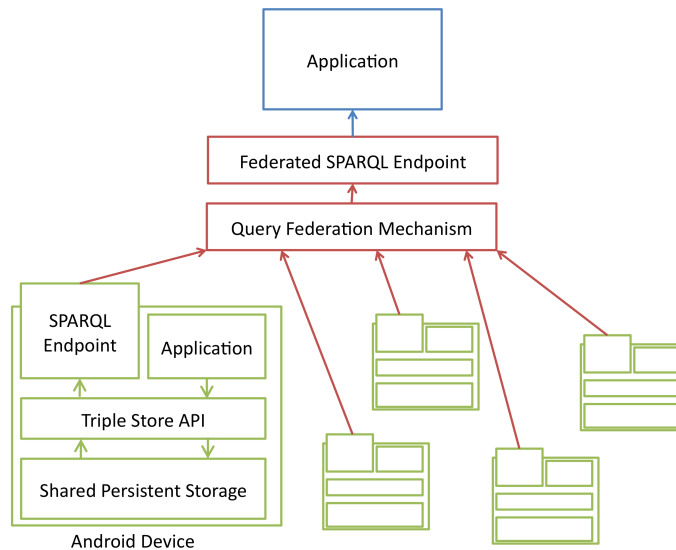 Application
Federated SPARQL Endpoint
Query Federation Mechanism
SPARQL
Endpoint
Application
Triple Store API
Shared Persistent Storage
Android Device